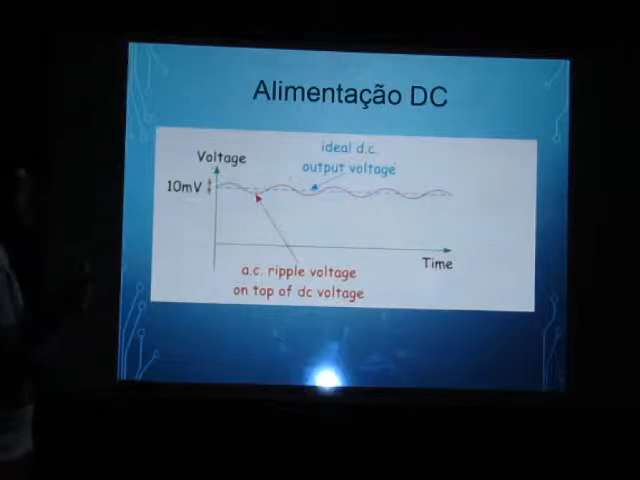 Alimentação DC
ideal d.c.
output voltage
Voltage
10mV
Time
a.c. ripple voltage
on top of dc voltage